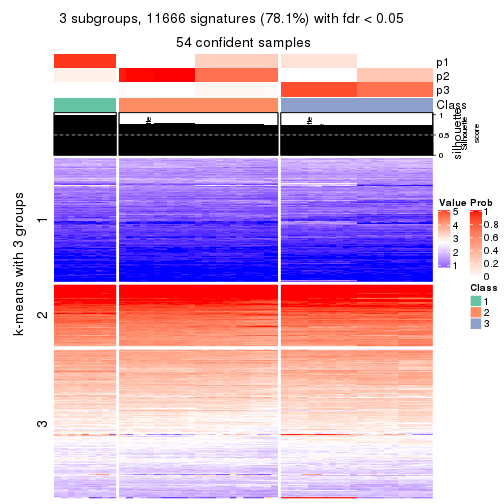 3 subgroups, 11666 signatures (78.1%) with fdr < 0.05
54 confident samples
p1
p2
p3
Class
1
0.5
0
silhouette
Silhouette
score
k-means with 3 groups
1
2
3
Value
5
4
3
2
1
Prob
1
0.8
0.6
0.4
0.2
0
Class
1
2
3